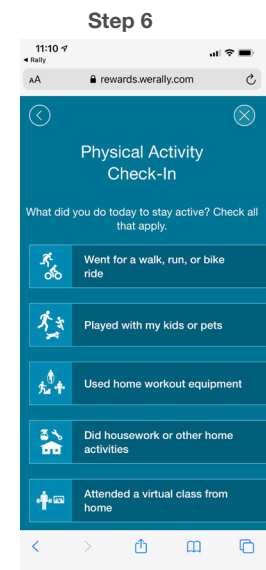 Step 6
11:10
Rally
AA
rewards.werally.com
Physical Activity
Check-In
What did you do today to stay active? Check all
that apply.
Went for a walk, run, or bike
ride
Played with my kids or pets
Used home workout equipment
Did housework or other home
activities
Attended a virtual class from
home